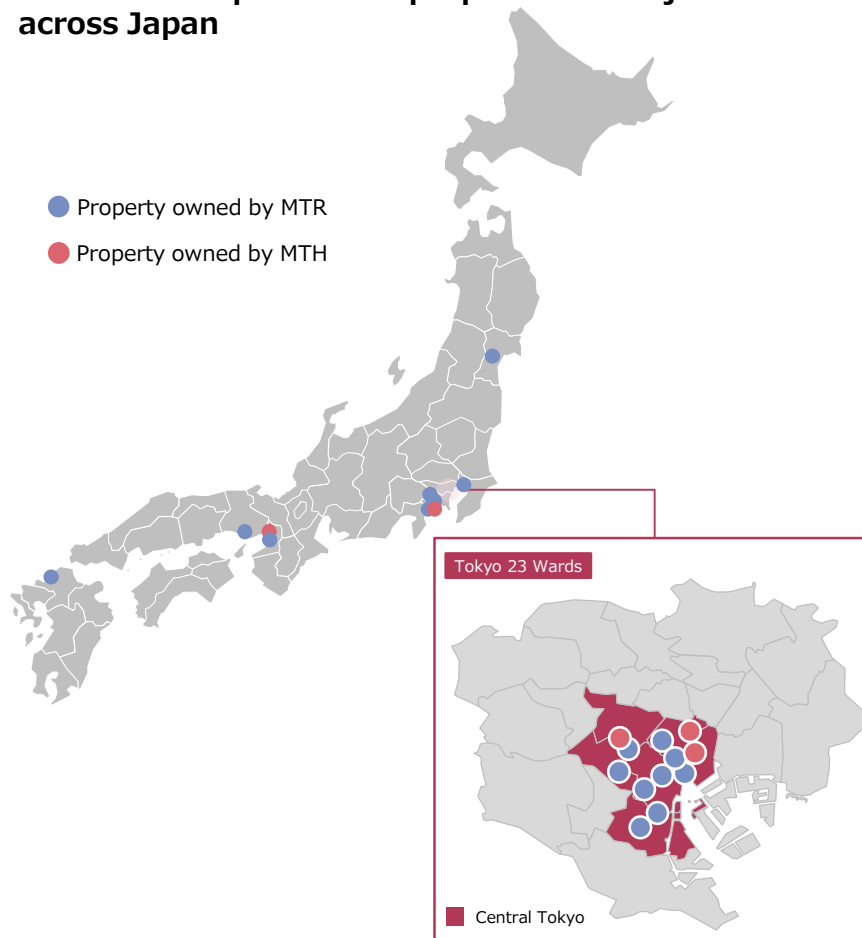 across Japan
Property owned by MTR
Property owned by MTH
Tokyo 23 Wards
Central Tokyo